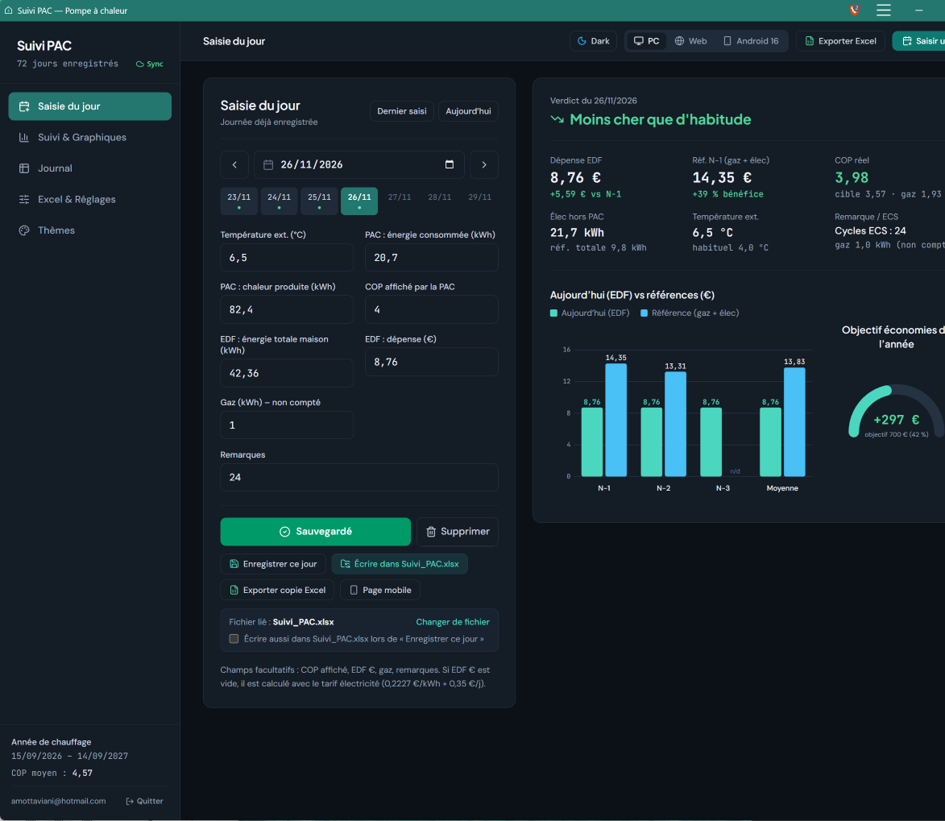 Suivi PAC — Pompe à chaleur
Suivi PAC
72 jours enregistrés
Sync
Saisie du jour
Suivi & Graphiques
Journal
Excel & Réglages
Thèmes
Année de chauffage
15/09/2026 – 14/09/2027
COP moyen : 4,57
amottaviani@hotmail.com
Quitter
Saisie du jour
Dark
PC
Web
Android 16
Exporter Excel
Saisir u
Saisie du jour
Journée déjà enregistrée
Dernier saisi
Aujourd'hui
26/11/2026
23/11
24/11
25/11
26/11
27/11
28/11
29/11
Température ext. (°C)
6,5
PAC : énergie consommée (kWh)
20,7
PAC : chaleur produite (kWh)
82,4
COP affiché par la PAC
4
EDF : énergie totale maison
(kWh)
42,36
EDF : dépense (€)
8,76
Gaz (kWh) – non compté
1
Remarques
24
Sauvegardé
Supprimer
Enregistrer ce jour
Écrire dans Suivi_PAC.xlsx
Exporter copie Excel
Page mobile
Fichier lié : Suivi_PAC.xlsx
Changer de fichier
Écrire aussi dans Suivi_PAC.xlsx lors de « Enregistrer ce jour »
Champs facultatifs : COP affiché, EDF €, gaz, remarques. Si EDF € est
vide, il est calculé avec le tarif électricité (0,2227 €/kWh + 0,35 €/j).
Verdict du 26/11/2026
Moins cher que d'habitude
Dépense EDF
8,76 €
+5,59 € vs N-1
Réf. N-1 (gaz + élec)
14,35 €
+39 % bénéfice
COP réel
3,98
cible 3,57 · gaz 1,93
Élec hors PAC
21,7 kWh
réf. totale 9,8 kWh
Température ext.
6,5 °C
habituel 4,0 °C
Remarque / ECS
Cycles ECS : 24
gaz 1,0 kWh (non compt
Aujourd'hui (EDF) vs références (€)
Aujourd'hui (EDF)
Référence (gaz + élec)
16
12
8
4
0
8,76
14,35
8,76
13,31
8,76
n/d
8,76
13,83
N-1
N-2
N-3
Moyenne
Objectif économies d
l'année
+297 €
objectif 700 € (42 %)